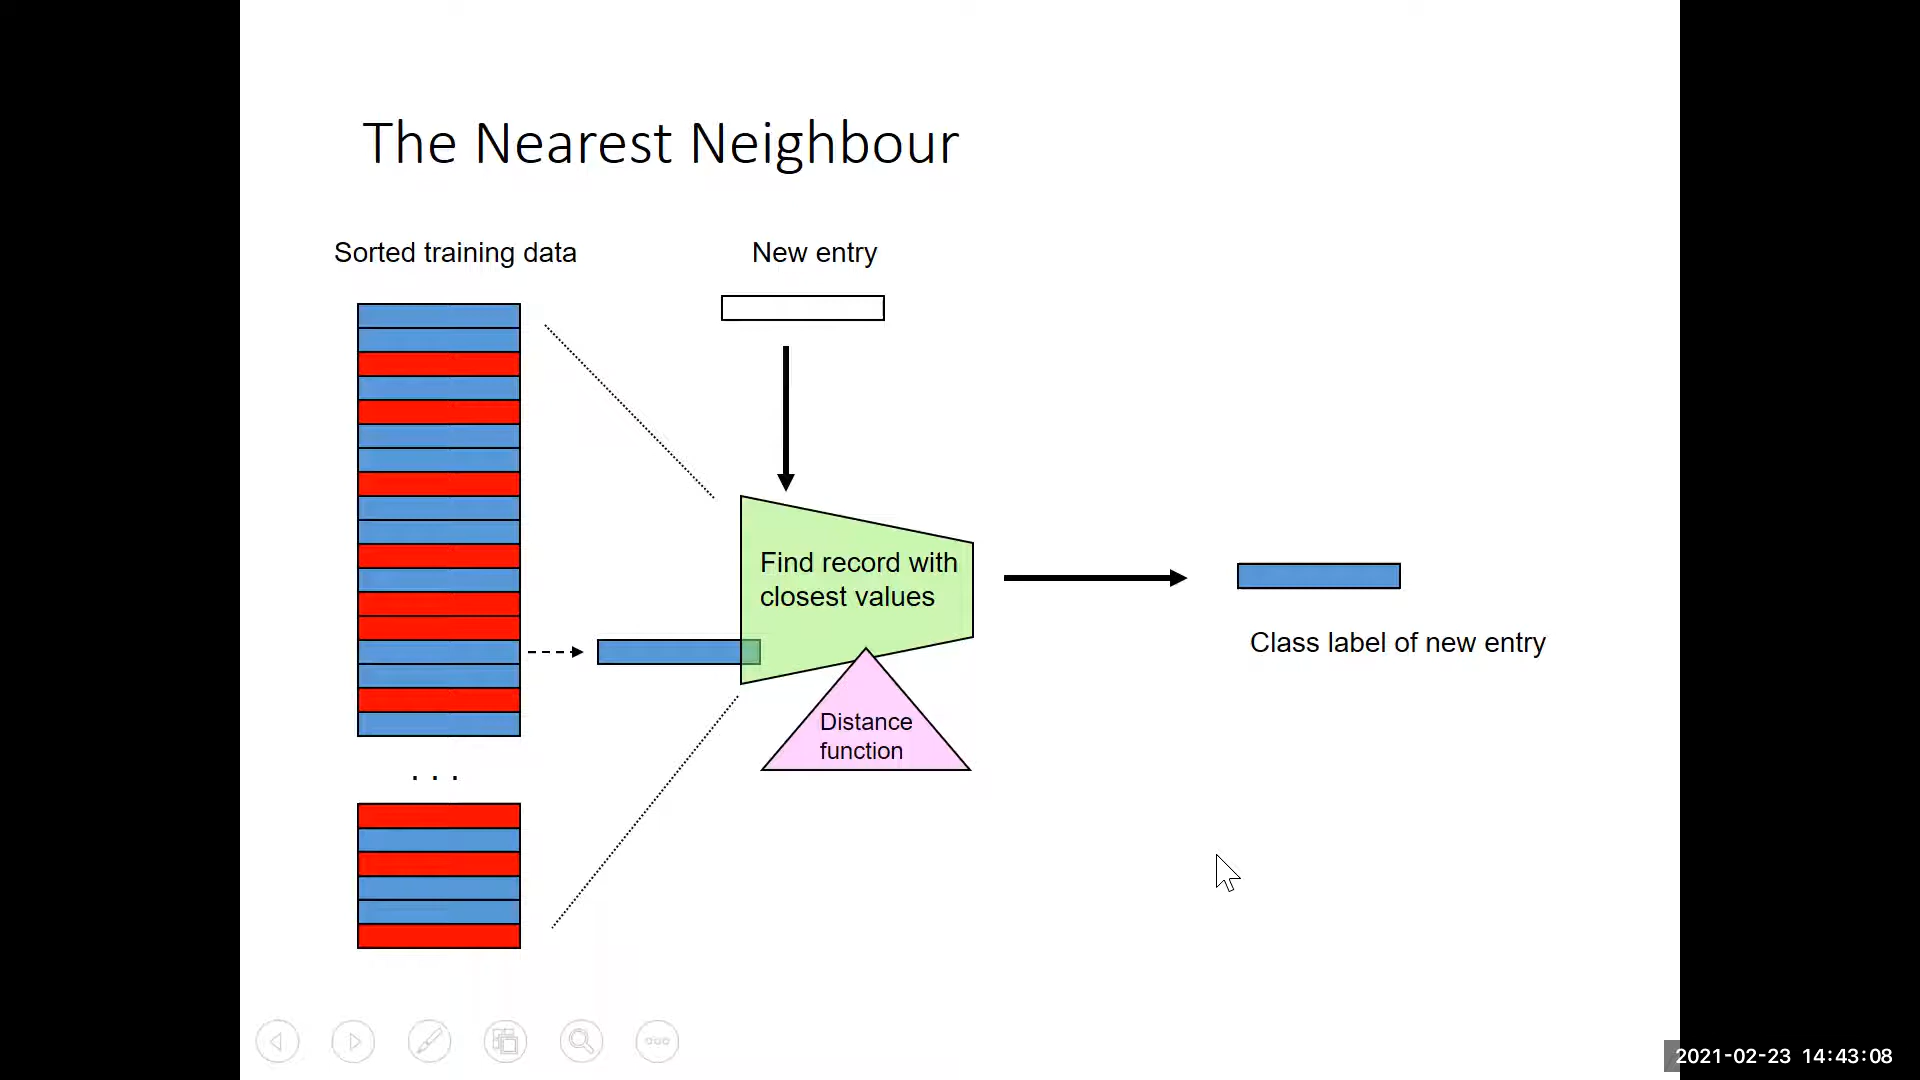 The Nearest Neighbour
Sorted training data
New entry
Find record with
closest values
Class label of new entry
Distance
function
. . .
2021-02-23 14:43:08